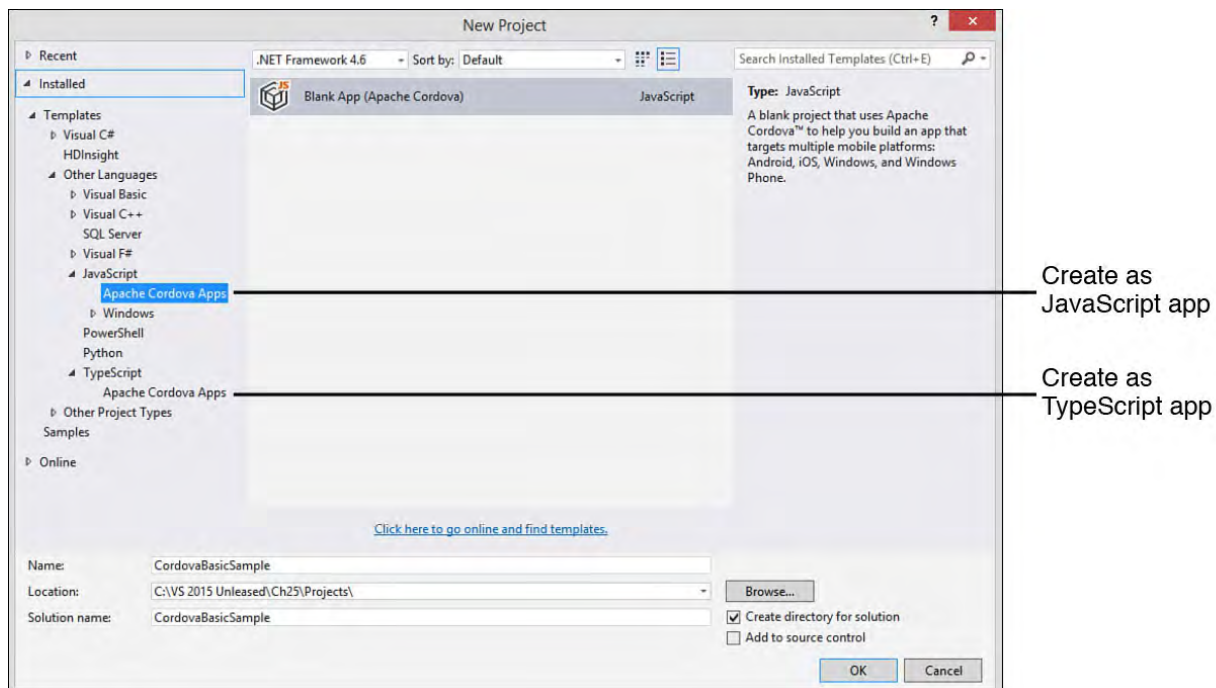 New Project
?
Recent
Installed
Templates
Visual C#
HDInsight
Other Languages
Visual Basic
Visual C++
SQL Server
Visual F#
JavaScript
Apache Cordova Apps
Windows
PowerShell
Python
TypeScript
Apache Cordova Apps
Other Project Types
Samples
Online
.NET Framework 4.6
Sort by: Default
JS
Blank App (Apache Cordova)
JavaScript
Click here to go online and find templates.
Search Installed Templates (Ctrl+E)
Type: JavaScript
A blank project that uses Apache
Cordova™ to help you build an app that
targets multiple mobile platforms:
Android, iOS, Windows, and Windows
Phone.
Name: CordovaBasicSample
Location: C:\VS 2015 Unleased\Ch25\Projects\
Browse...
Solution name: CordovaBasicSample
Create directory for solution
Add to source control
OK
Cancel
Create as
JavaScript app
Create as
TypeScript app